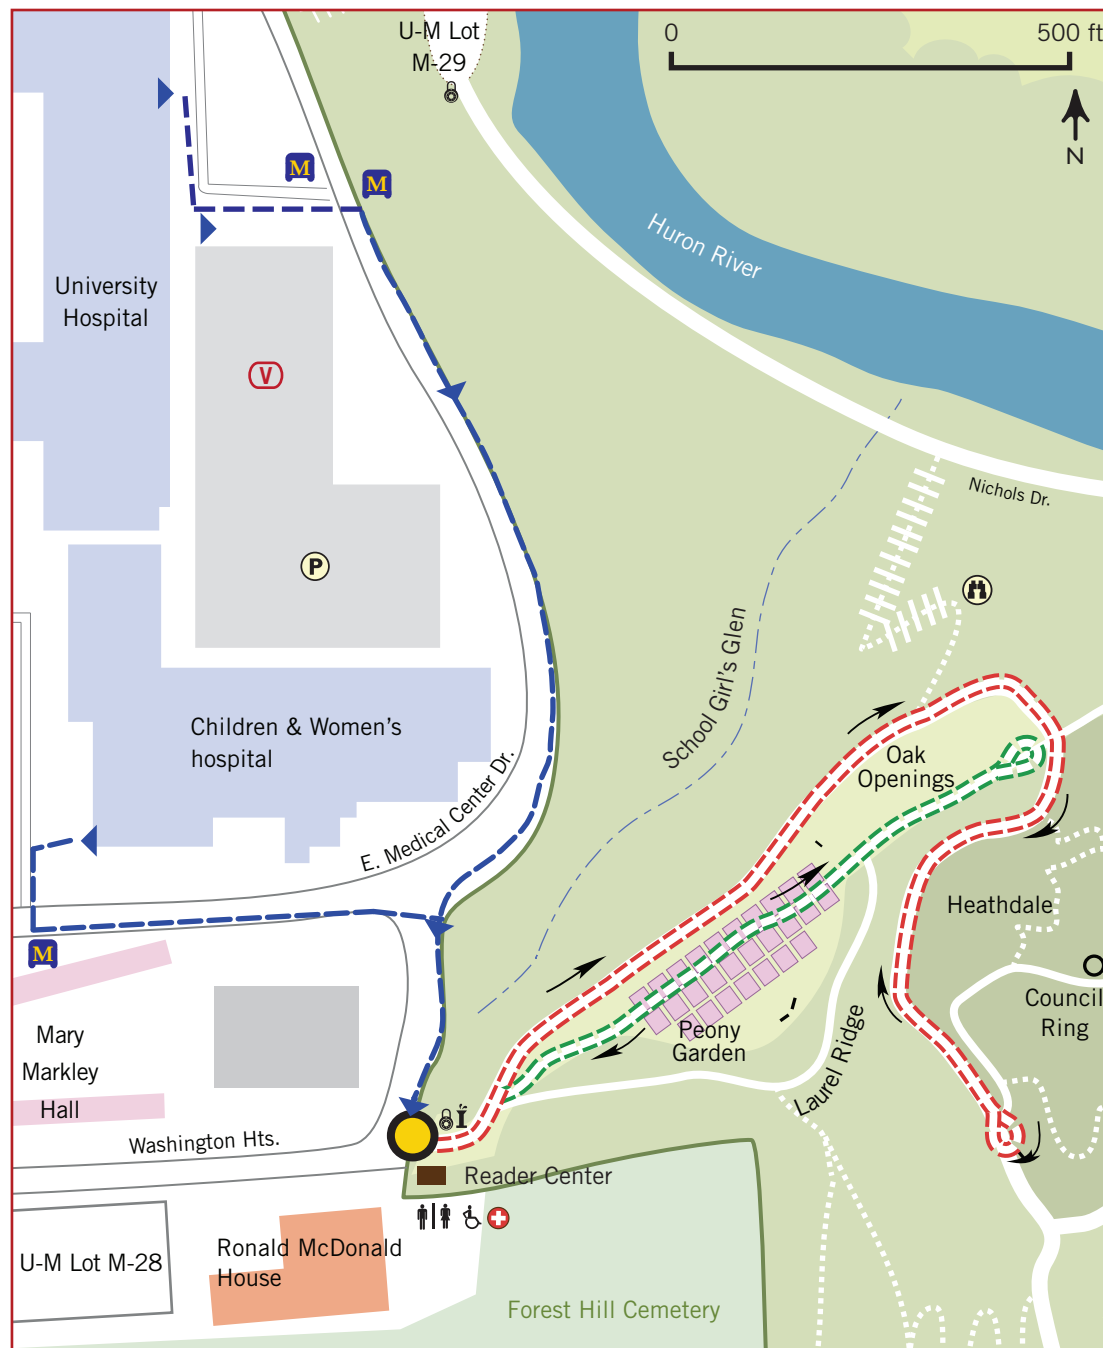 U-M Lot
M-29
0
500 ft
N
M
M
Huron River
University
Hospital
V
Nichols Dr.
P
School Girl's Glen
Children & Women's
hospital
Oak
Openings
E. Medical Center Dr.
Heathdale
M
Council
Ring
Mary
Markley
Hall
Peony
Garden
Laurel Ridge
Washington Hts.
Reader Center
U-M Lot M-28
Ronald McDonald
House
Forest Hill Cemetery